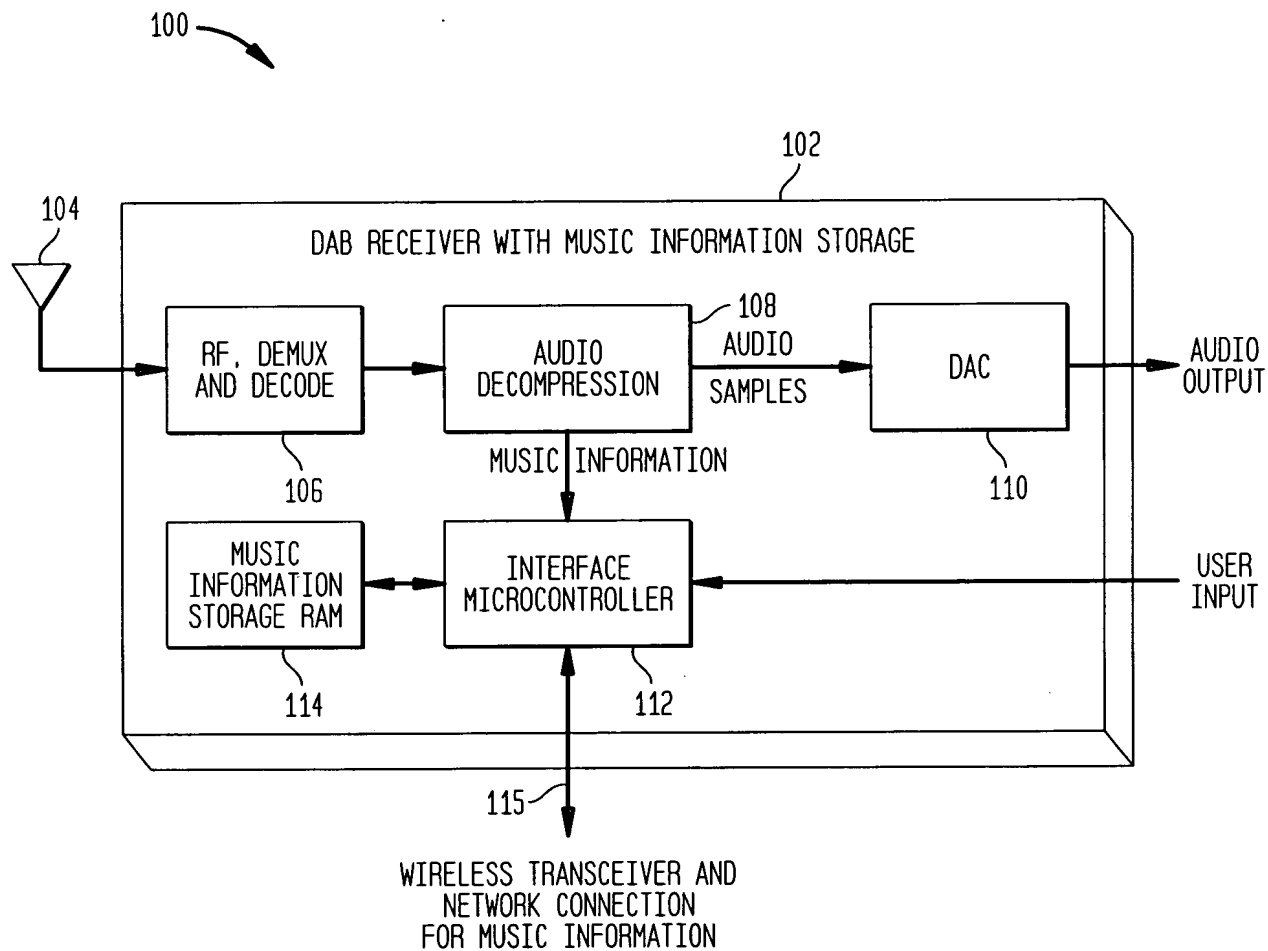 100
102
104
DAB RECEIVER WITH MUSIC INFORMATION STORAGE
RF, DEMUX
AND DECODE
106
AUDIO
DECOMPRESSION
108
AUDIO
SAMPLES
DAC
110
AUDIO
OUTPUT
MUSIC INFORMATION
MUSIC
INFORMATION
STORAGE RAM
114
INTERFACE
MICROCONTROLLER
112
USER
INPUT
115
WIRELESS TRANSCEIVER AND
NETWORK CONNECTION
FOR MUSIC INFORMATION